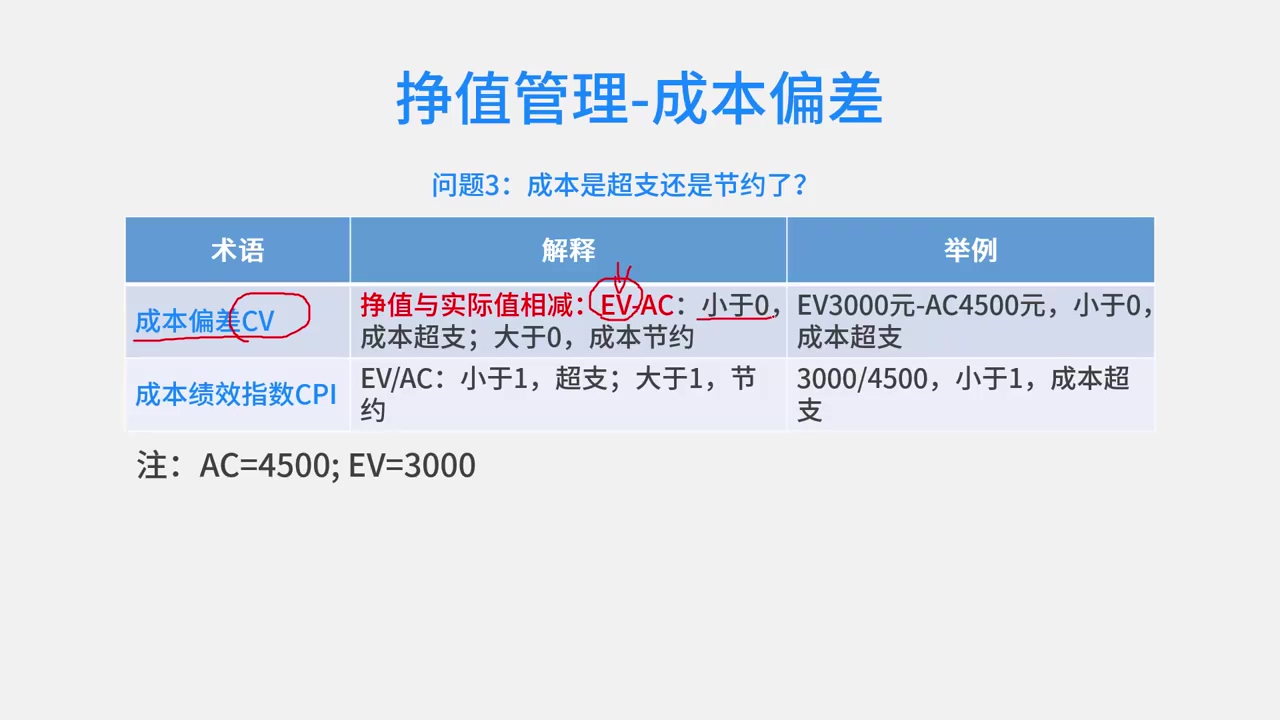 挣值管理-成本偏差
问题3：成本是超支还是节约了？
术语 解释 举例
成本偏差CV
挣值与实际值相减：EV-AC：小于0，
成本超支；大于0，成本节约
EV3000元-AC4500元，小于0，
成本超支
成本绩效指数CPI
EV/AC：小于1，超支；大于1，节
约
3000/4500，小于1，成本超
支
注：AC=4500; EV=3000